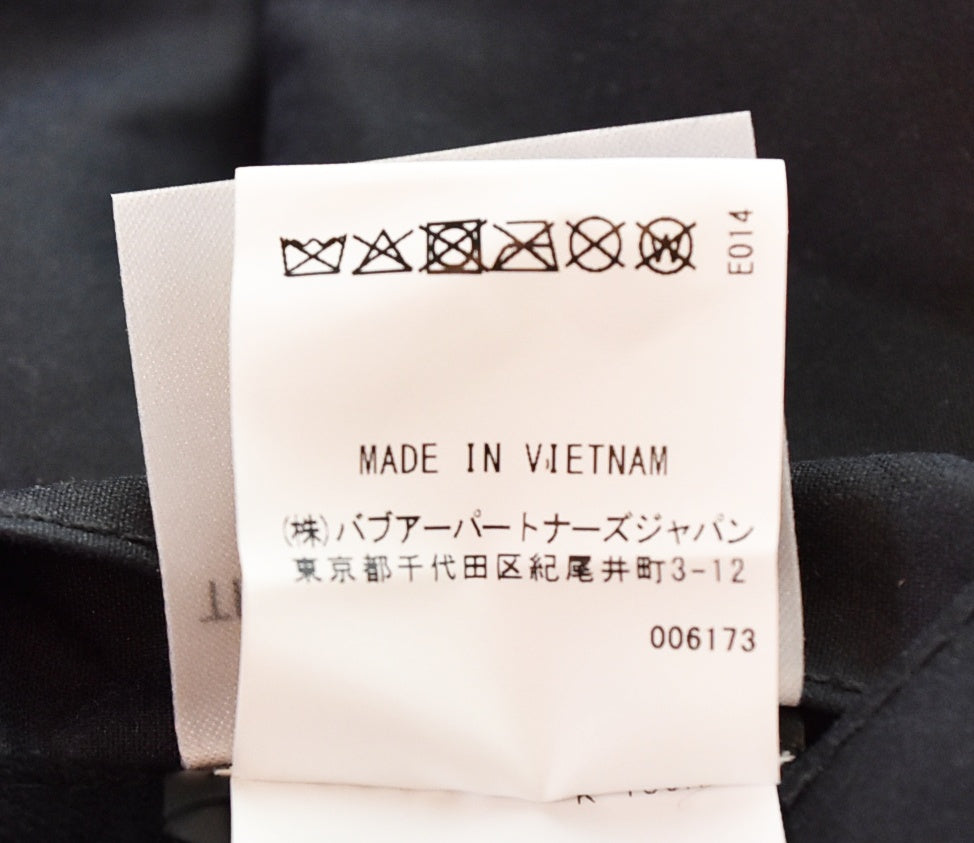 W
E014
MADE IN VIETNAM
(株)バブアーパートナーズジャパン
東京都千代田区紀尾井町3-12
006173